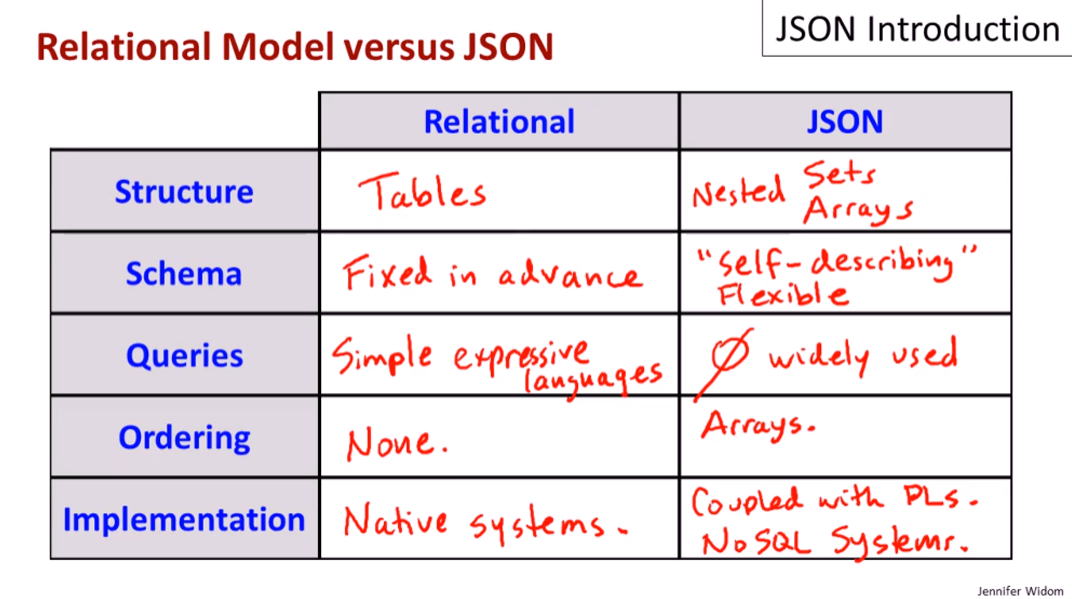 JSON Introduction
Relational Model versus JSON
Relational JSON
Structure Tables Nested Sets
Arrays
Schema Fixed in advance "self-describing"
Flexible
Queries Simple expressive
languages ∅ widely used
Ordering None. Arrays.
Implementation Native systems. Coupled with PLs.
NoSQL Systems.
Jennifer Widom